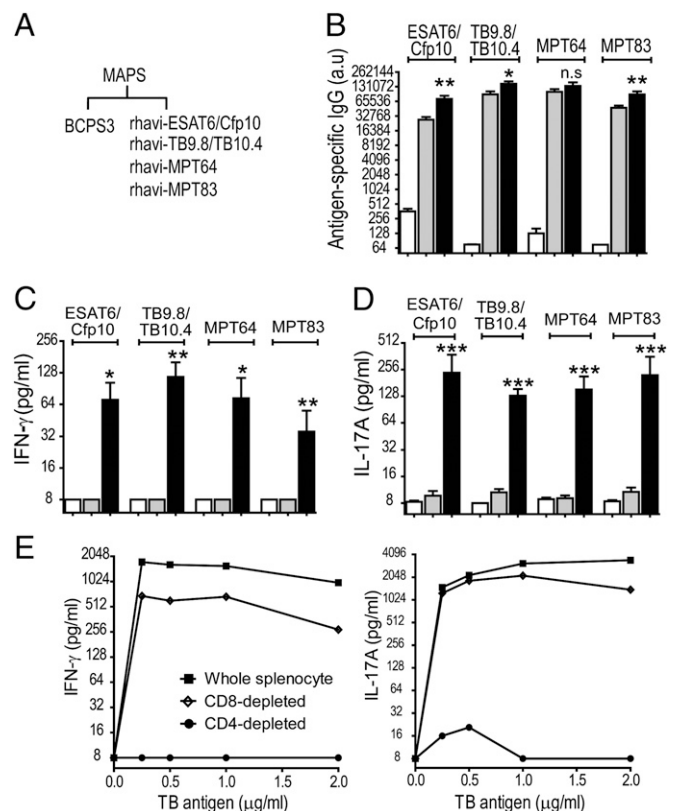 A
MAPS
BCPS3
rhavi-ESAT6/Cfp10
rhavi-TB9.8/TB10.4
rhavi-MPT64
rhavi-MPT83
B
ESAT6/
Cfp10
TB9.8/
TB10.4
MPT64
MPT83
Antigen-specific IgG (a.u)
262144
131072
65536
32768
16384
8192
4096
2048
1024
512
256
128
64
**
*
n.s
**
C
ESAT6/
Cfp10
TB9.8/
TB10.4
MPT64
MPT83
IFN-γ (pg/ml)
256
128
64
32
16
8
*
**
*
**
D
ESAT6/
Cfp10
TB9.8/
TB10.4
MPT64
MPT83
IL-17A (pg/ml)
512
256
128
64
32
16
8
***
***
***
***
E
IFN-γ (pg/ml)
2048
1024
512
256
128
64
32
16
8
Whole splenocyte
CD8-depleted
CD4-depleted
0.0 0.5 1.0 1.5 2.0
TB antigen (μg/ml)
IL-17A (pg/ml)
4096
2048
1024
512
256
128
64
32
16
8
0.0 0.5 1.0 1.5 2.0
TB antigen (μg/ml)